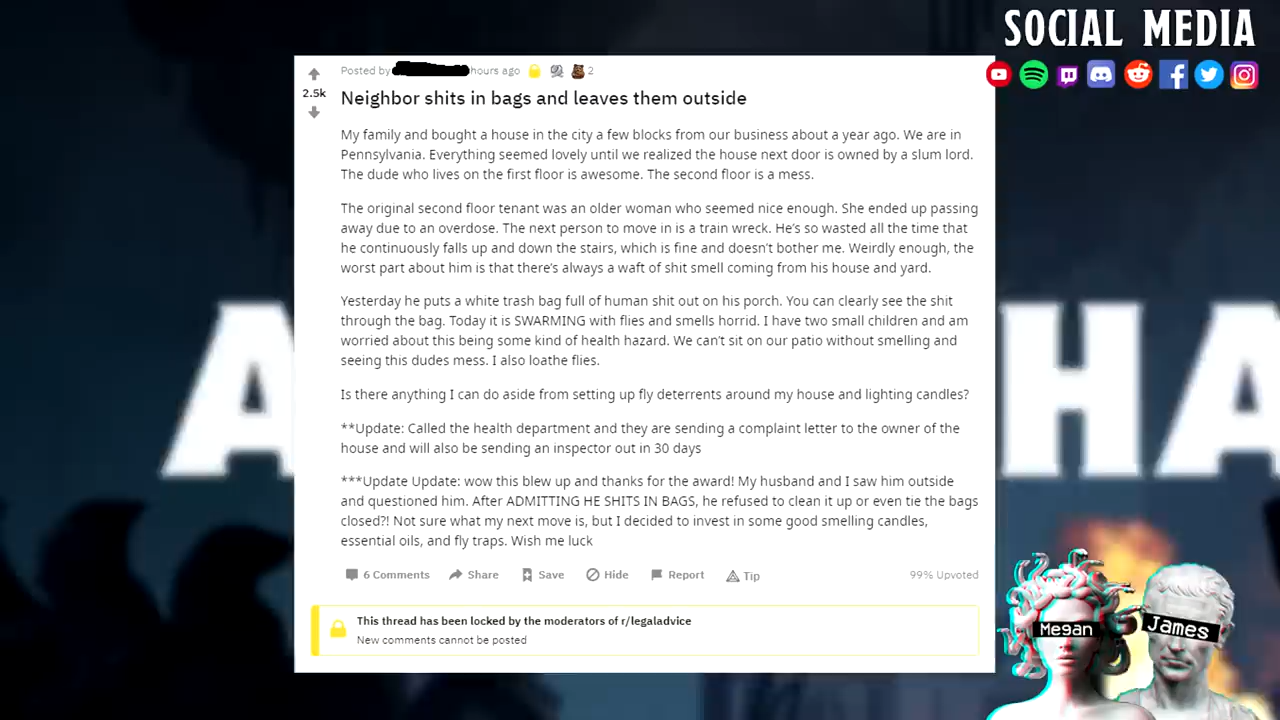 SOCIAL MEDIA
Posted by hours ago 2
2.5k
Neighbor shits in bags and leaves them outside
My family and bought a house in the city a few blocks from our business about a year ago. We are in
Pennsylvania. Everything seemed lovely until we realized the house next door is owned by a slum lord.
The dude who lives on the first floor is awesome. The second floor is a mess.
The original second floor tenant was an older woman who seemed nice enough. She ended up passing
away due to an overdose. The next person to move in is a train wreck. He's so wasted all the time that
he continuously falls up and down the stairs, which is fine and doesn't bother me. Weirdly enough, the
worst part about him is that there's always a waft of shit smell coming from his house and yard.
Yesterday he puts a white trash bag full of human shit out on his porch. You can clearly see the shit
through the bag. Today it is SWARMING with flies and smells horrid. I have two small children and am
worried about this being some kind of health hazard. We can't sit on our patio without smelling and
seeing this dudes mess. I also loathe flies.
Is there anything I can do aside from setting up fly deterrents around my house and lighting candles?
**Update: Called the health department and they are sending a complaint letter to the owner of the
house and will also be sending an inspector out in 30 days
***Update Update: wow this blew up and thanks for the award! My husband and I saw him outside
and questioned him. After ADMITTING HE SHITS IN BAGS, he refused to clean it up or even tie the bags
closed?! Not sure what my next move is, but I decided to invest in some good smelling candles,
essential oils, and fly traps. Wish me luck
6 Comments Share Save Hide Report Tip 99% Upvoted
This thread has been locked by the moderators of r/legaladvice
New comments cannot be posted
Megan
James